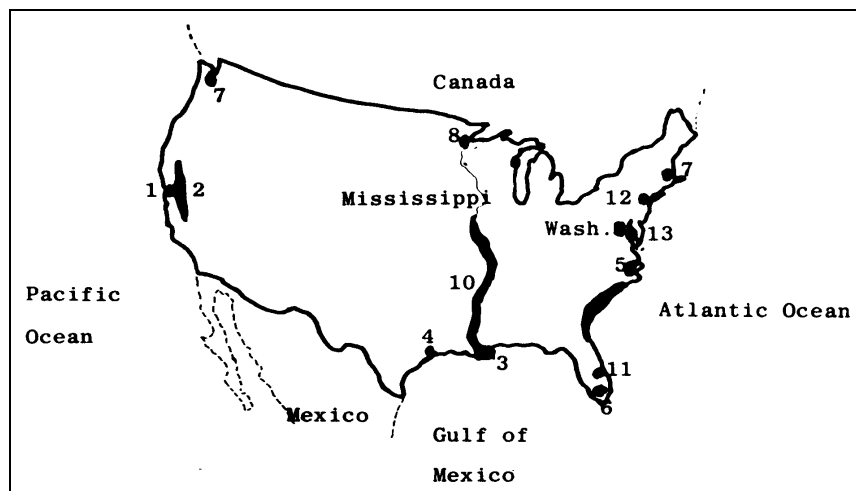 Canada
7
8
7
1 2
12
Mississippi
Wash. 13
5
10
Pacific
Ocean
Atlantic Ocean
4
3
11
6
Mexico
Gulf of
Mexico